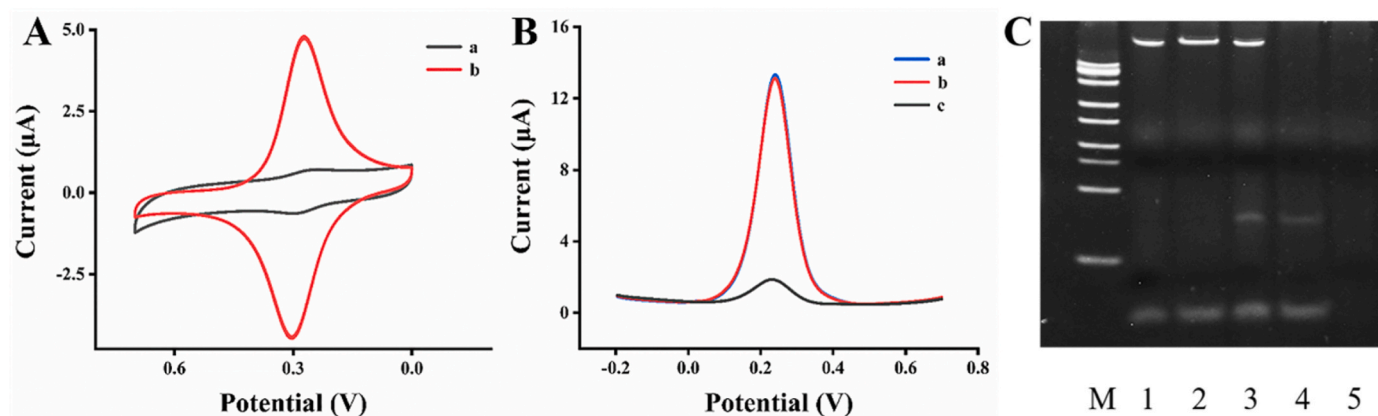 A
a
b
Current (μA)
5.0
2.5
0.0
-2.5
0.6
0.3
0.0
Potential (V)
B
a
b
c
Current (μA)
16
12
8
4
0
-0.2
0.0
0.2
0.4
0.6
0.8
Potential (V)
C
M 1 2 3 4 5